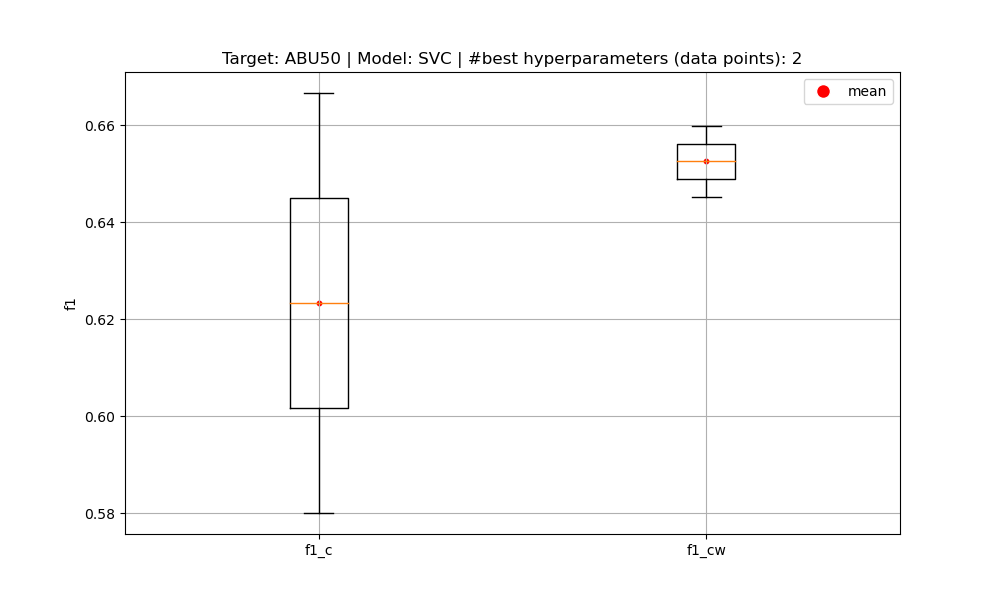 Target: ABU50 | Model: SVC | #best hyperparameters (data points): 2
mean
0.66
0.64
0.62
0.60
0.58
f1
f1_c
f1_cw